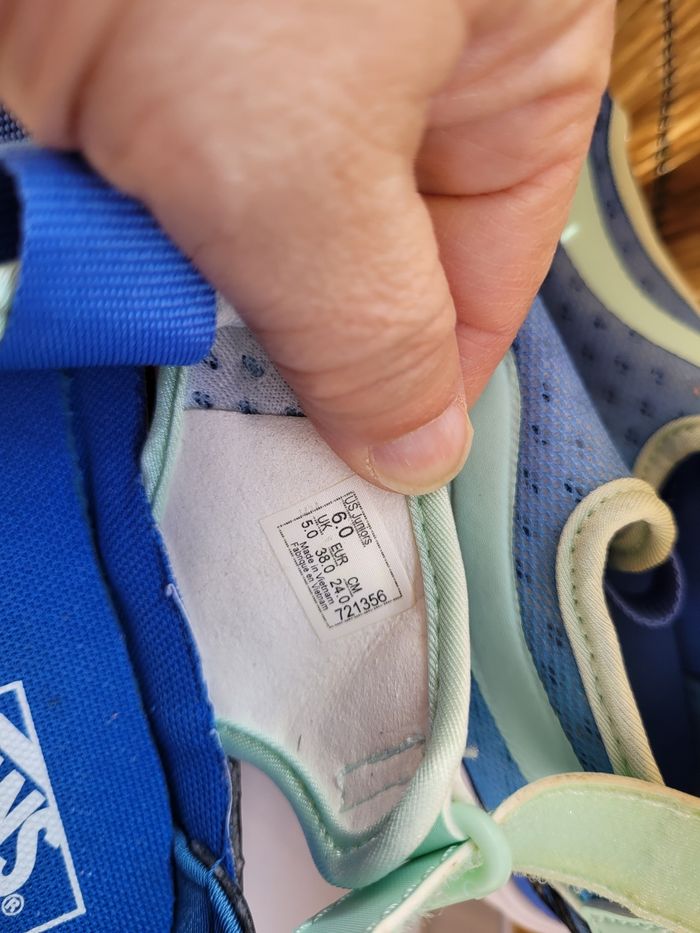 US Juniors
6.0
UK EUR CM
5.0 38.0 24.0
Made in Vietnam
Fabriqué en Vietnam
721356
VANS
®